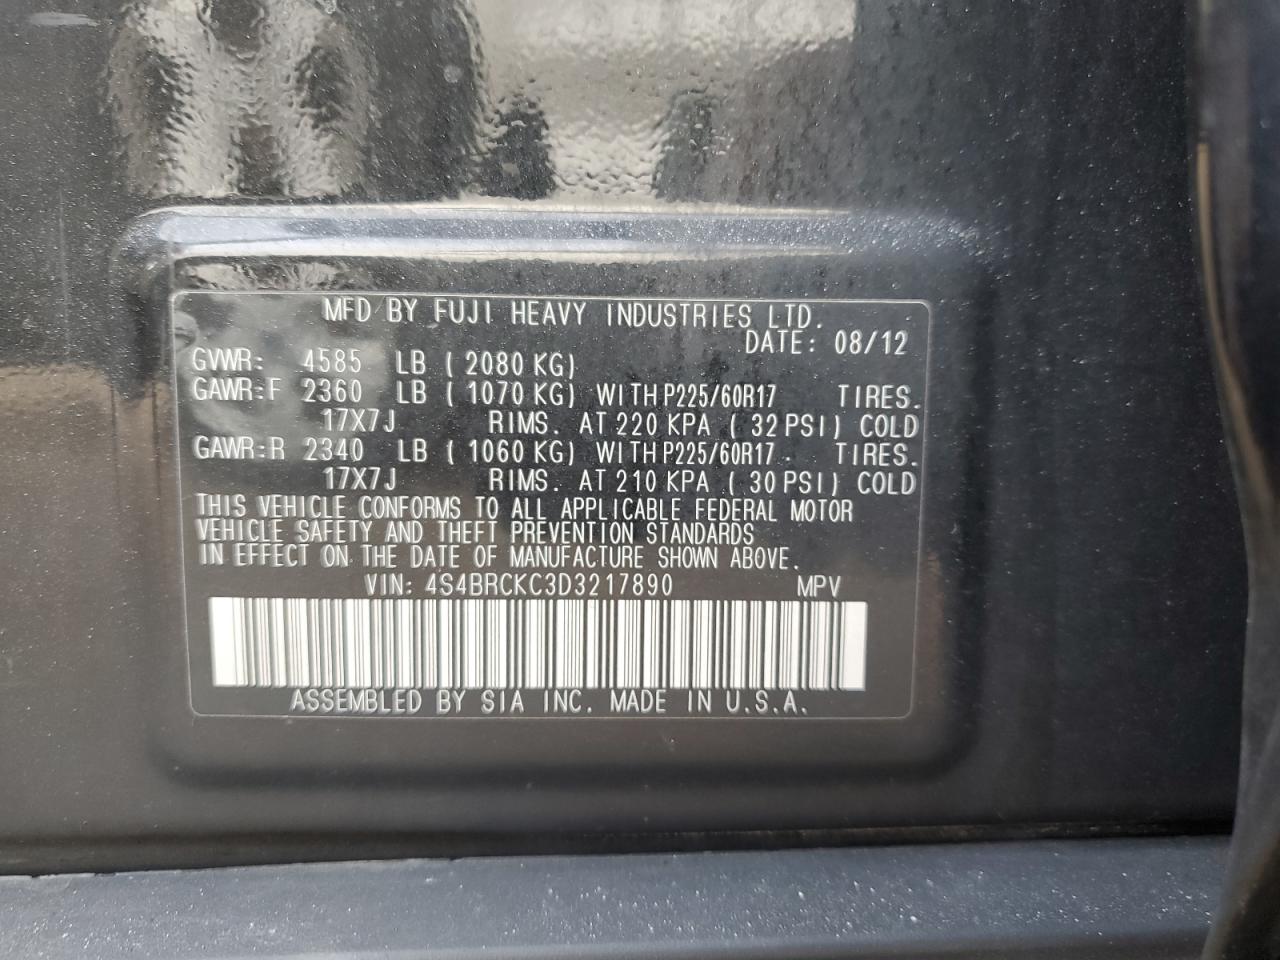 MFD BY FUJI HEAVY INDUSTRIES LTD.
DATE: 08/12
GVWR: 4585 LB ( 2080 KG)
GAWR:F 2360 LB ( 1070 KG) WITH P225/60R17 TIRES.
17X7J RIMS. AT 220 KPA ( 32 PSI) COLD
GAWR:R 2340 LB ( 1060 KG) WITH P225/60R17 TIRES.
17X7J RIMS. AT 210 KPA ( 30 PSI) COLD
THIS VEHICLE CONFORMS TO ALL APPLICABLE FEDERAL MOTOR
VEHICLE SAFETY AND THEFT PREVENTION STANDARDS
IN EFFECT ON THE DATE OF MANUFACTURE SHOWN ABOVE.
VIN: 4S4BRCKC3D3217890 MPV
ASSEMBLED BY SIA INC. MADE IN U.S.A.